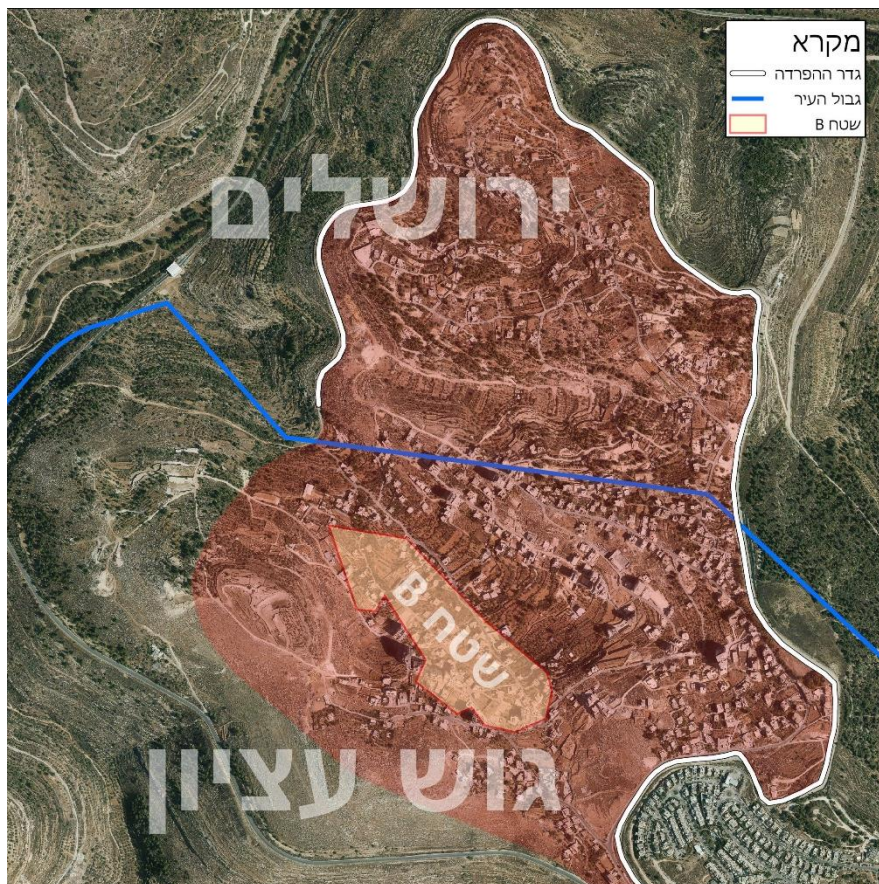 מקרא
גדר ההפרדה
גבול העיר
שטח B
ירושלים
שטח B
גוש עציון